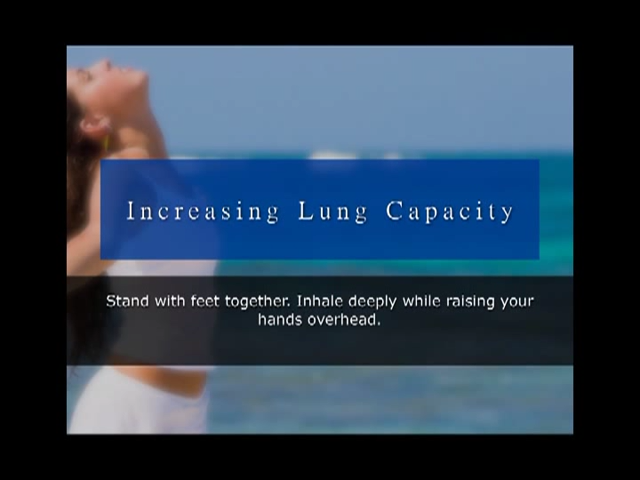 Increasing Lung Capacity
Stand with feet together. Inhale deeply while raising your
hands overhead.